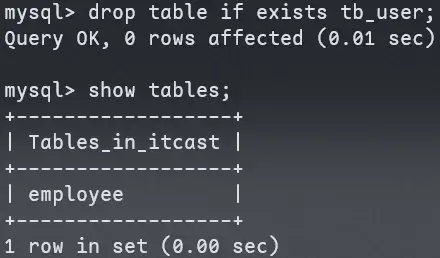 mysql> drop table if exists tb_user;
Query OK, 0 rows affected (0.01 sec)

mysql> show tables;
+------------------+
| Tables_in_itcast |
+------------------+
| employee         |
+------------------+
1 row in set (0.00 sec)